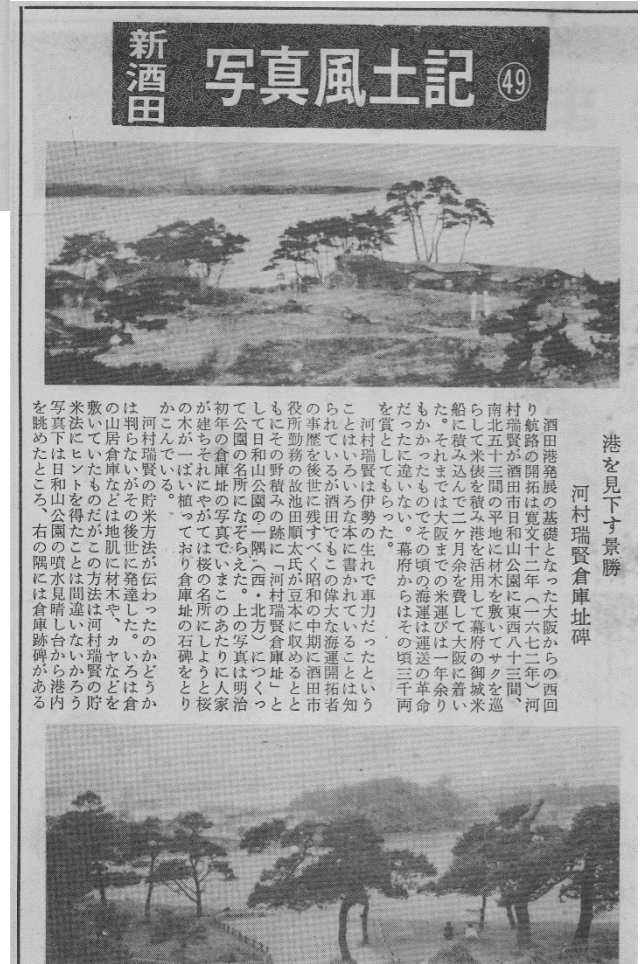 新酒田
写真風土記 ㊾
港を見下す景勝
河村瑞賢倉庫址碑
酒田港発展の基礎となった大阪からの西回
り航路の開拓は寛文十二年（一六七二年）河
村瑞賢が酒田市日和山公園に東西八十三間、
南北五十三間の平地に材木を敷いてサクを巡
らして米俵を積み港を活用して幕府の御城米
船に積み込んで二ヶ月余を費して大阪に着い
た。それまでは大阪までの米運びは一年余り
もかかったものでその頃の海運は運送の革命
だったに違いない。幕府からはその頃三千両
を賞としてもらった。
河村瑞賢は伊勢の生れで車力だったという
ことはいろいろな本に書かれていることは知
られているが酒田でもこの偉大な海運開拓者
の事歴を後世に残すべく昭和の中期に酒田市
役所勤務の故池田順太氏が豆本に収めるとと
もにその野積みの跡に「河村瑞賢倉庫址」と
して日和山公園の一隅（西・北方）につくっ
て公園の名所になぞらえた。上の写真は明治
初年の倉庫址の写真でいまこのあたりに人家
が建ちそれにやがては桜の名所にしようと桜
の木が一ぱい植っており倉庫址の石碑をとり
かこんでいる。
河村瑞賢の貯米方法が伝わったのかどうか
は判らないがその後世に発達した。いろは倉
の山居倉庫などは地肌に材木や、カヤなどを
敷いていたものだがこの方法は河村瑞賢の貯
米法にヒントを得たことは間違いないかろう
写真下は日和山公園の噴水見晴し台から港内
を眺めたところ、右の隅には倉庫跡碑がある